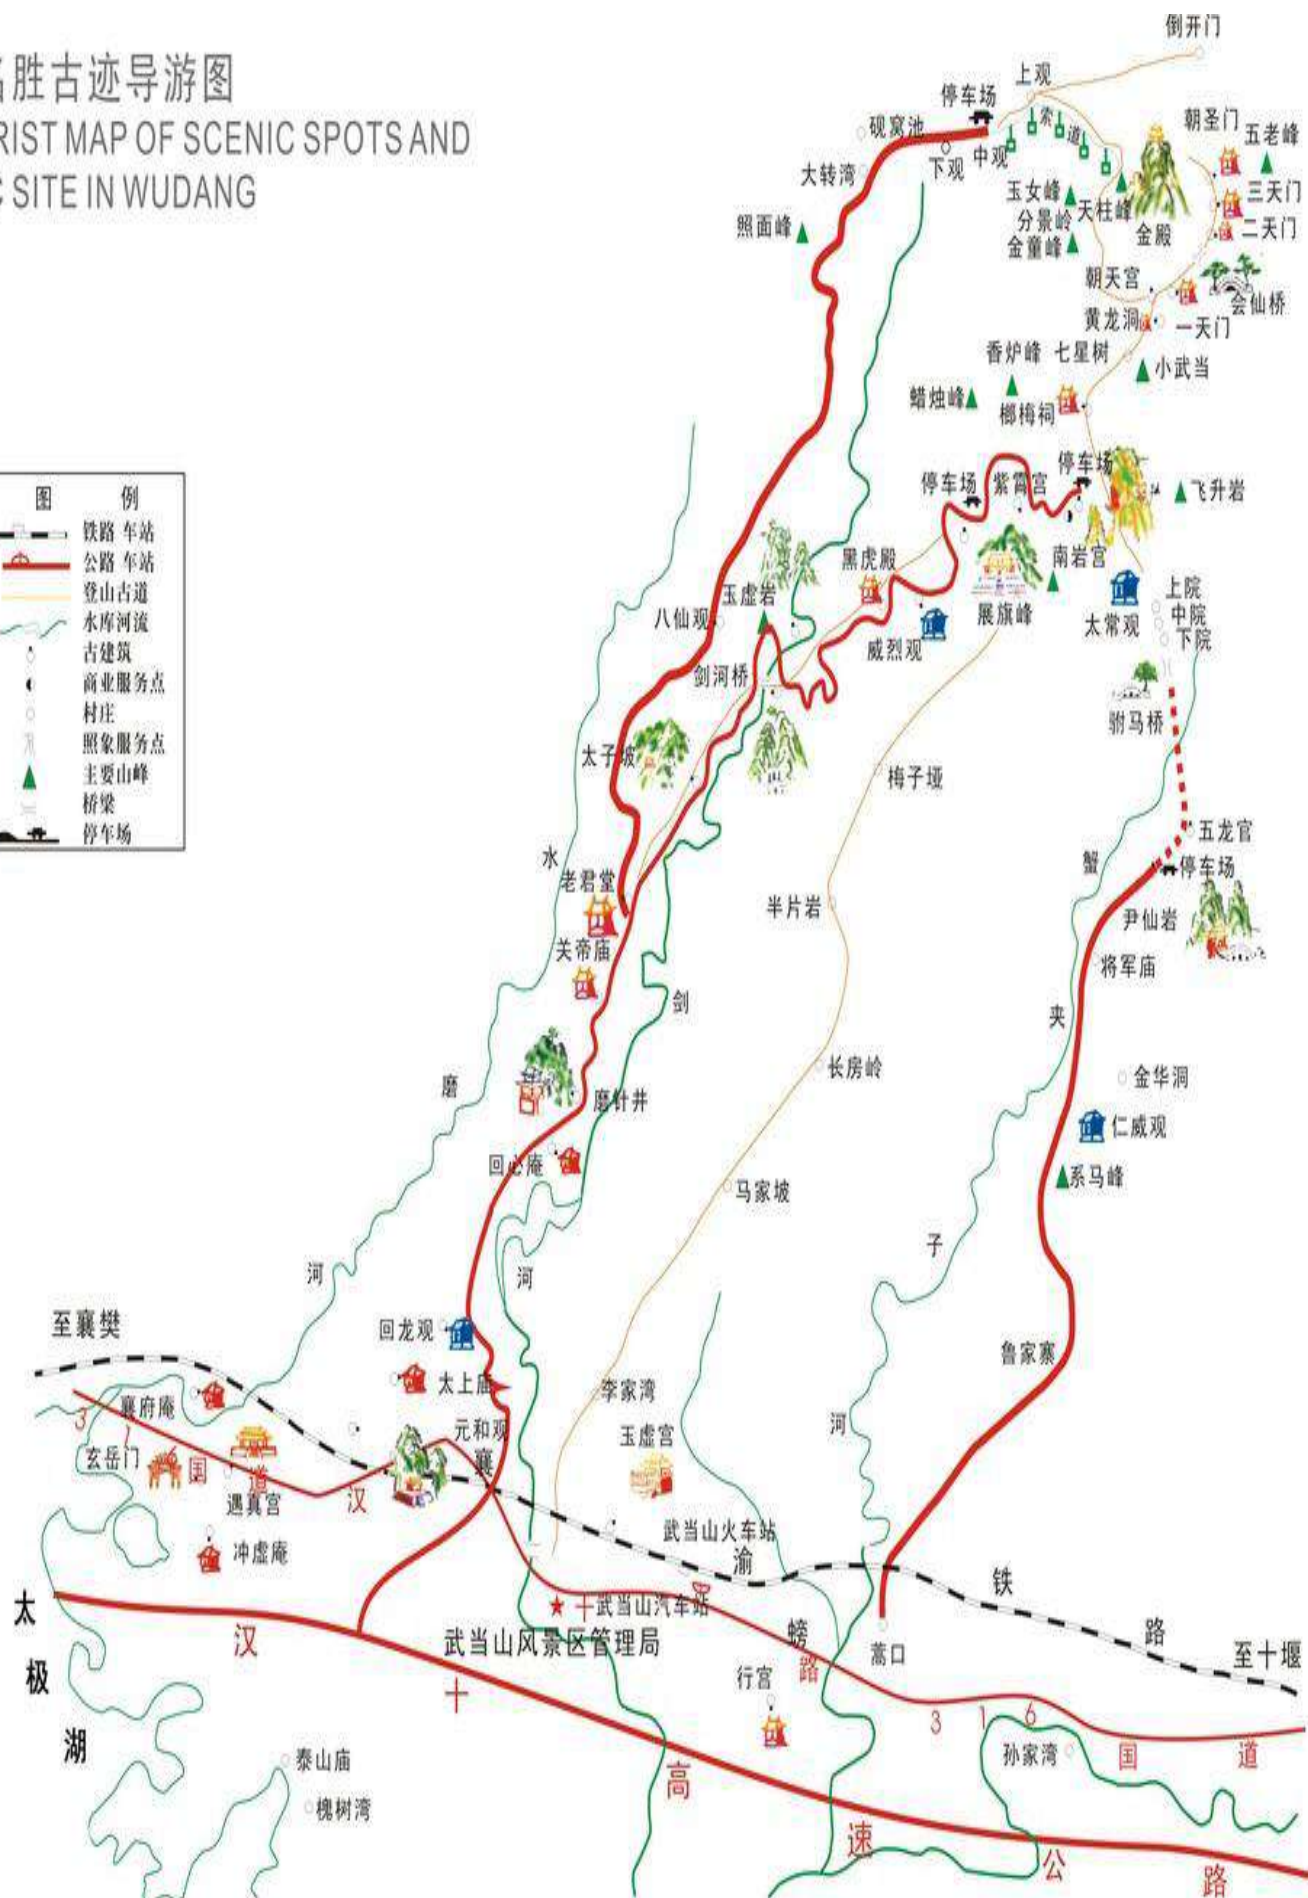 名胜古迹导游图
RIST MAP OF SCENIC SPOTS AND
C SITE IN WUDANG
倒开门
上观
停车场
砚窝池
索
道
朝圣门
五老峰
下观
中观
大转湾
玉女峰
天柱峰
三天门
照面峰
分景岭
金殿
二天门
金童峰
朝天宫
会仙桥
黄龙洞
一天门
香炉峰
七星树
小武当
蜡烛峰
榔梅祠
停车场
停车场
紫霄宫
飞升岩
图 例
铁路 车站
公路 车站
登山古道
水库河流
古建筑
商业服务点
村庄
照象服务点
主要山峰
桥梁
停车场
黑虎殿
南岩宫
玉虚岩
展旗峰
太常观
上院
中院
下院
八仙观
威烈观
剑河桥
驸马桥
太子坡
梅子垭
五龙官
水
蟹
停车场
老君堂
半片岩
尹仙岩
关帝庙
将军庙
剑
夹
长房岭
金华洞
磨
磨针井
仁威观
回心庵
系马峰
马家坡
子
河
河
至襄樊
回龙观
鲁家寨
太上庙
李家湾
襄府庵
3
1
6
元和观
玉虚宫
河
玄岳门
国
道
襄
遇真宫
汉
武当山火车站
冲虚庵
渝
铁
太
极
湖
十
武当山汽车站
汉
武当山风景区管理局
螃
路
蒿口
路
至十堰
十
行宫
3 1 6
国
道
孙家湾
泰山庙
高
槐树湾
速
公
路